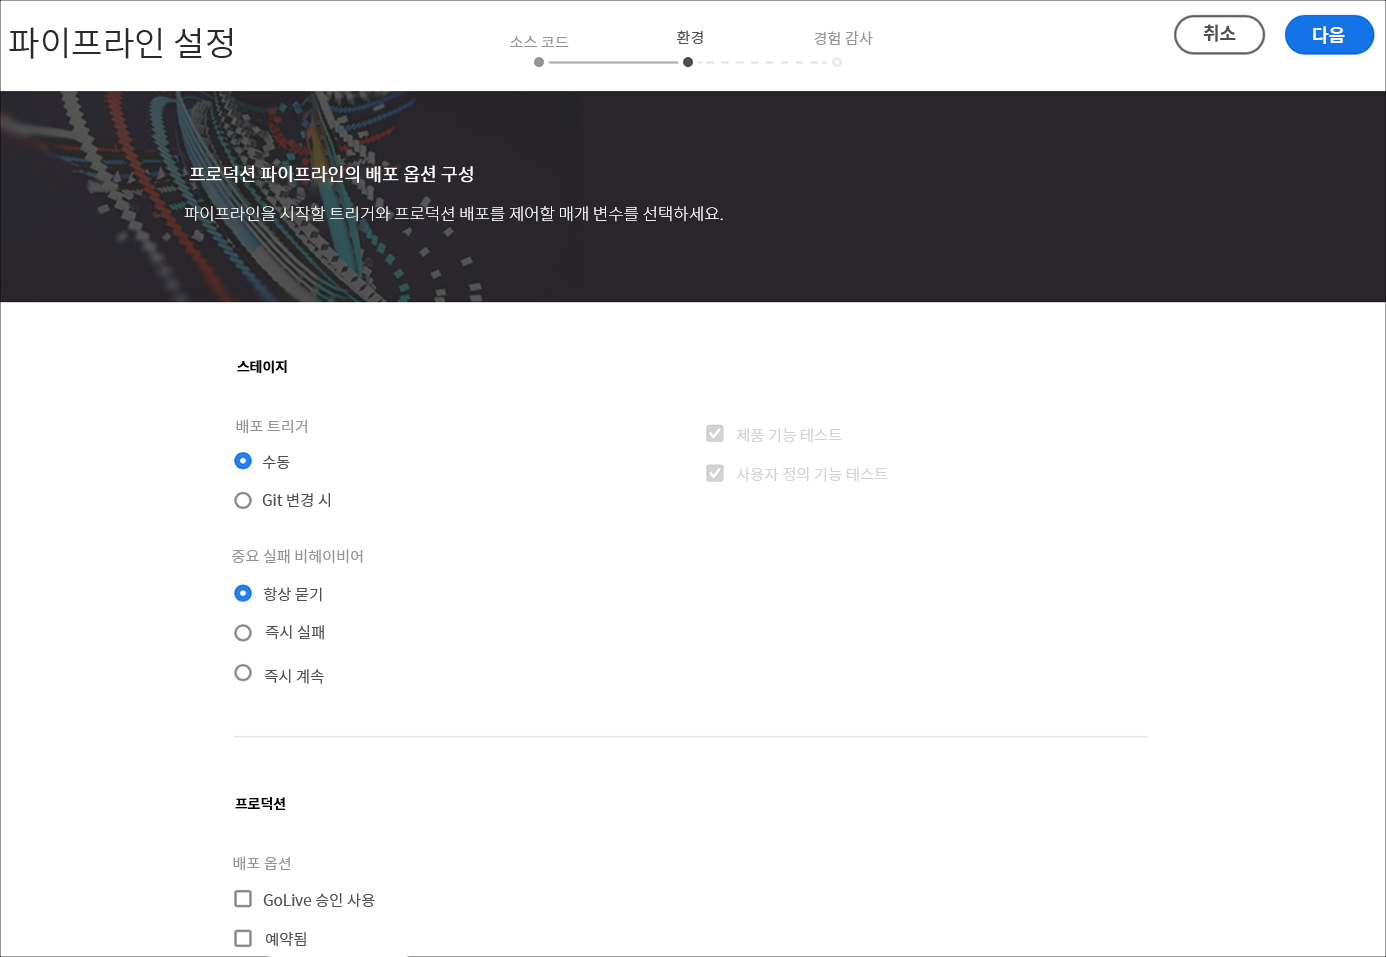 파이프라인 설정
소스 코드
환경
경험 감사
취소
다음
프로덕션 파이프라인의 배포 옵션 구성
파이프라인을 시작할 트리거와 프로덕션 배포를 제어할 매개 변수를 선택하세요.
스테이지
배포 트리거
수동
Git 변경 시
제품 기능 테스트
사용자 정의 기능 테스트
중요 실패 비헤이비어
항상 묻기
즉시 실패
즉시 계속
프로덕션
배포 옵션
GoLive 승인 사용
예약됨